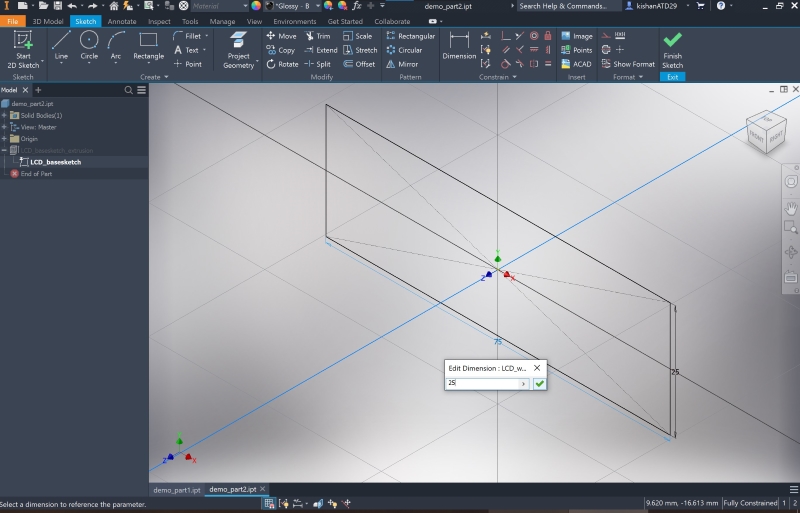 Material
*Glossy - B
demo_part2.ipt
Search Help & Commands...
kishanATD29
File
3D Model
Sketch
Annotate
Inspect
Tools
Manage
View
Environments
Get Started
Collaborate
Start
2D Sketch
Line
Circle
Arc
Rectangle
Fillet
Text
Point
Project
Geometry
Move
Trim
Scale
Copy
Extend
Stretch
Rotate
Split
Offset
Rectangular
Circular
Mirror
Dimension
Image
Points
ACAD
Show Format
Finish
Sketch
Sketch
Create
Modify
Pattern
Constrain
Insert
Format
Exit
Model
demo_part2.ipt
Solid Bodies(1)
View: Master
Origin
LCD_basesketch_extrusion
LCD_basesketch
End of Part
TOP
FRONT
RIGHT
Y
Z
X
75
25
Edit Dimension : LCD_w...
25
Z
X
demo_part1.ipt
demo_part2.ipt
Select a dimension to reference the parameter.
9.620 mm, -16.613 mm
Fully Constrained
1
2